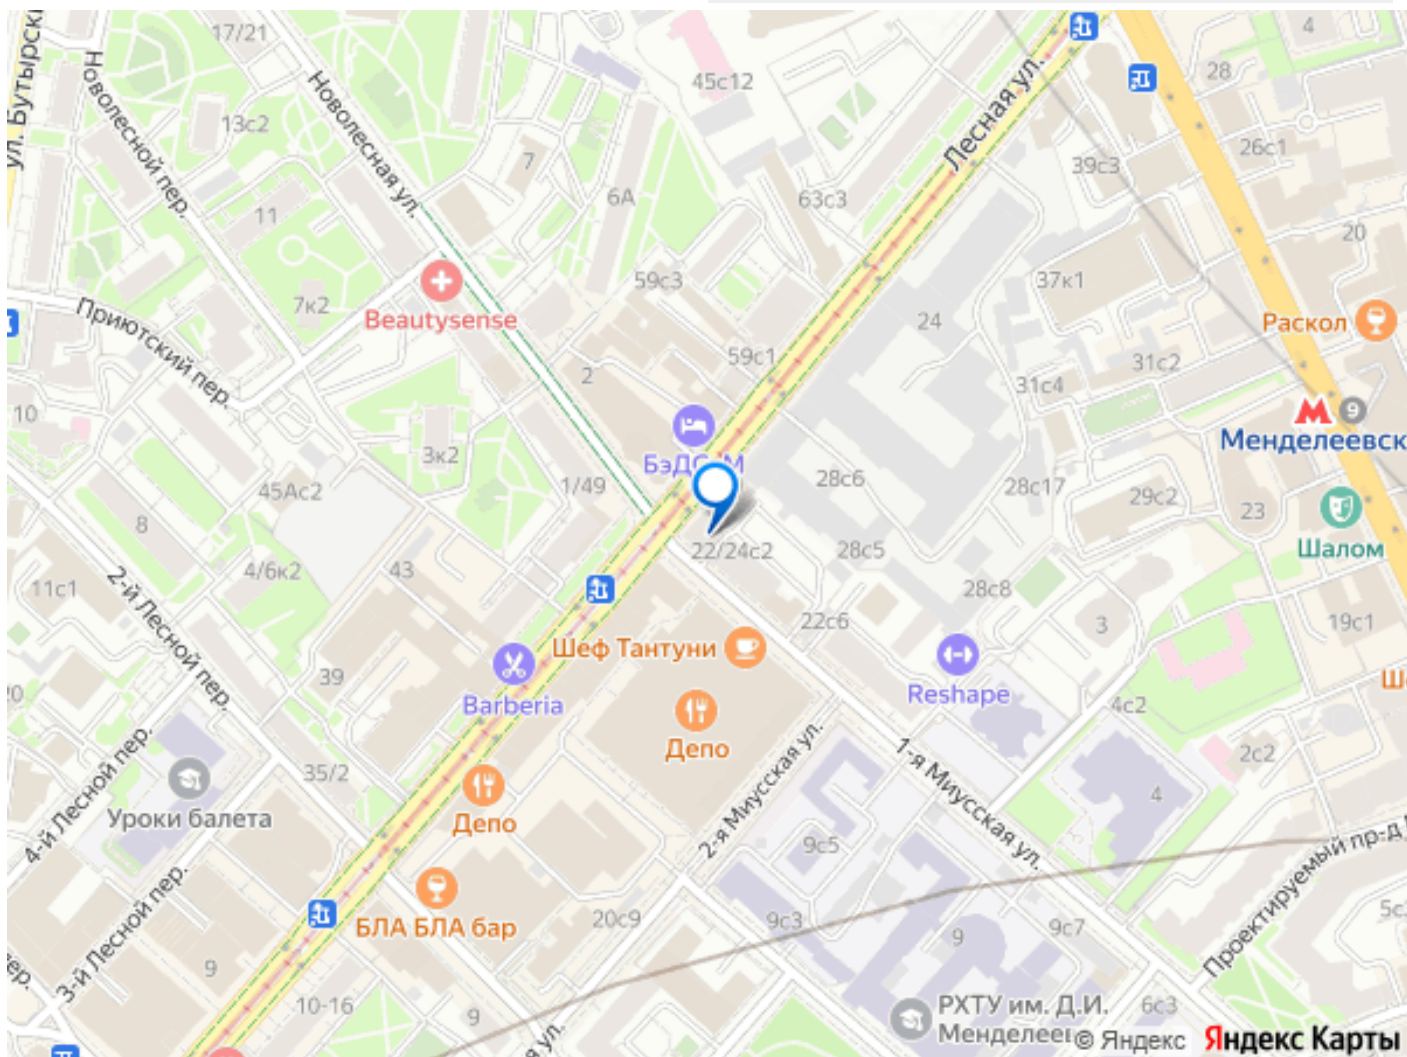 17/21
45с12
4
28
ул. Бутырски
Новолесной пер.
Новолесная ул.
13с2
7
Лесная ул.
39с3
26с1
6А
63с3
11
20
59с3
37к1
7к2
Beautysense
24
Раскол
Приютский пер.
59с1
31с2
2
31с4
10
9
Менделеевск
3к2
45Ас2
1/49
28с6
28с17
29с2
23
8
22/24с2
28с5
Шалом
4/6к2
43
11с1
28с8
2-й Лесной пер.
22с6
3
19с1
Шеф Тантуни
39
20
Barberia
Reshape
4с2
Депо
4-й Лесной пер.
35/2
2-я Миусская ул.
1-я Миусская ул.
2с2
4
Уроки балета
Депо
9с5
Проектируемый пр-д
3-й Лесной пер.
БЛА БЛА бар
20с9
9с3
9
9с7
9
10-16
9
РХТУ им. Д.И.
Менделеев
6с3
© Яндекс Яндекс Карты